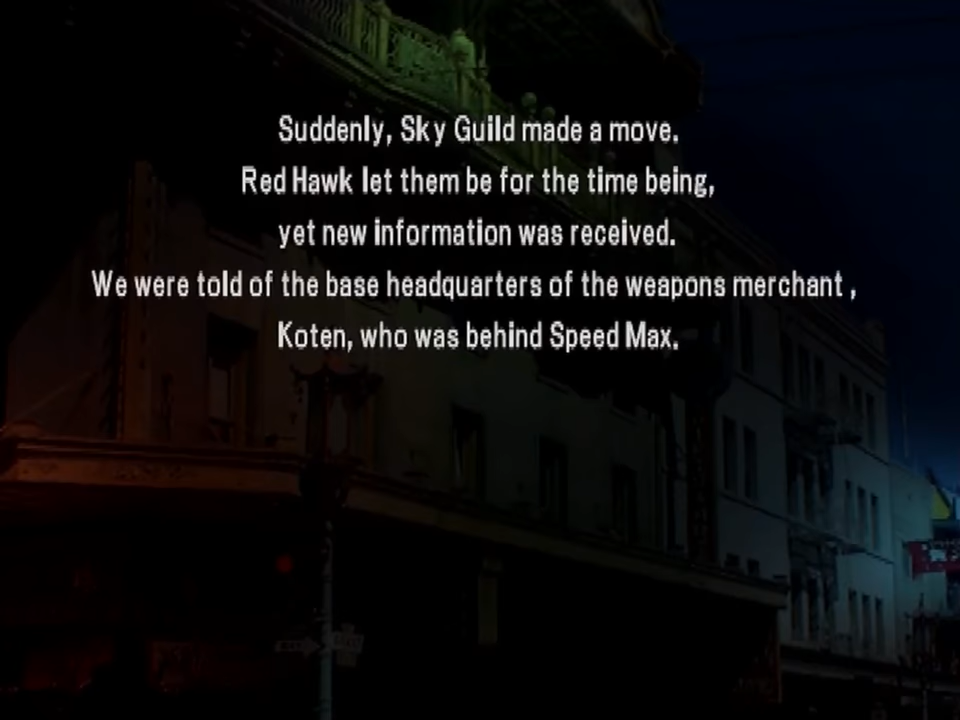 Suddenly, Sky Guild made a move.
Red Hawk let them be for the time being,
yet new information was received.
We were told of the base headquarters of the weapons merchant ,
Koten, who was behind Speed Max.